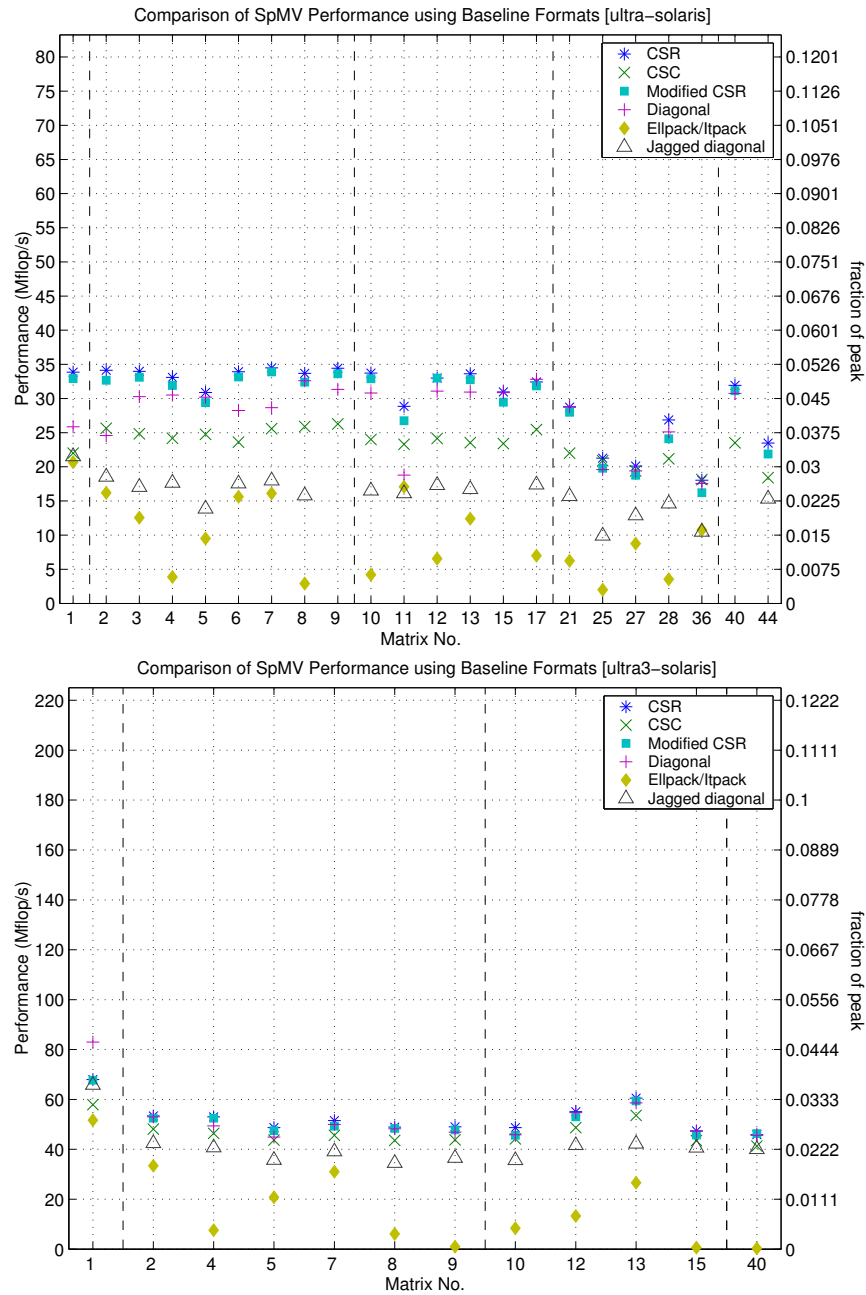 Comparison of SpMV Performance using Baseline Formats [ultra-solaris]
80
75
70
65
60
55
50
45
40
35
30
25
20
15
10
5
0
Performance (Mflop/s)
CSR
CSC
Modified CSR
Diagonal
Ellpack/Itpack
Jagged diagonal
0.1201
0.1126
0.1051
0.0976
0.0901
0.0826
0.0751
0.0676
0.0601
0.0526
0.045
0.0375
0.03
0.0225
0.015
0.0075
0
fraction of peak
1 2 3 4 5 6 7 8 9 10 11 12 13 15 17 21 25 27 28 36 40 44
Matrix No.
Comparison of SpMV Performance using Baseline Formats [ultra3-solaris]
220
200
180
160
140
120
100
80
60
40
20
0
Performance (Mflop/s)
CSR
CSC
Modified CSR
Diagonal
Ellpack/Itpack
Jagged diagonal
0.1222
0.1111
0.1
0.0889
0.0778
0.0667
0.0556
0.0444
0.0333
0.0222
0.0111
0
fraction of peak
1 2 4 5 7 8 9 10 12 13 15 40
Matrix No.